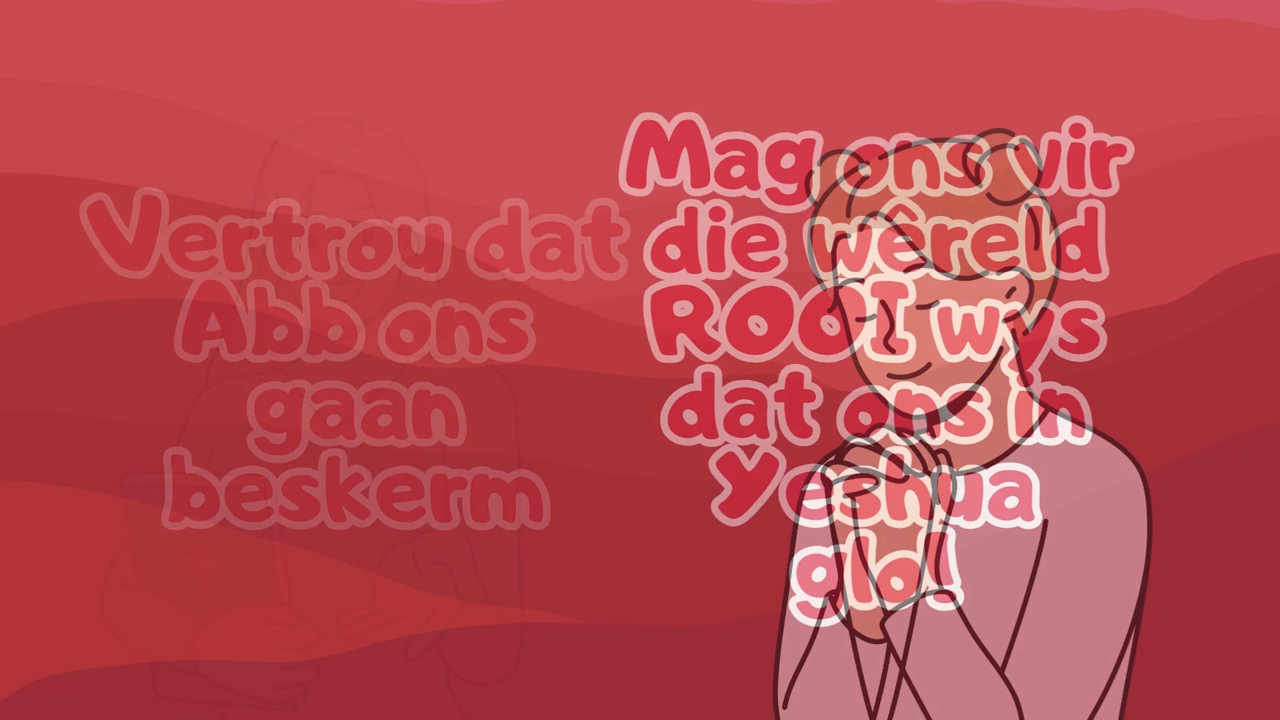 Vertrou dat
Abb ons
gaan
beskerm
Mag ons vir
die wêreld
ROOI wys
dat ons in
Yeshua
glo!